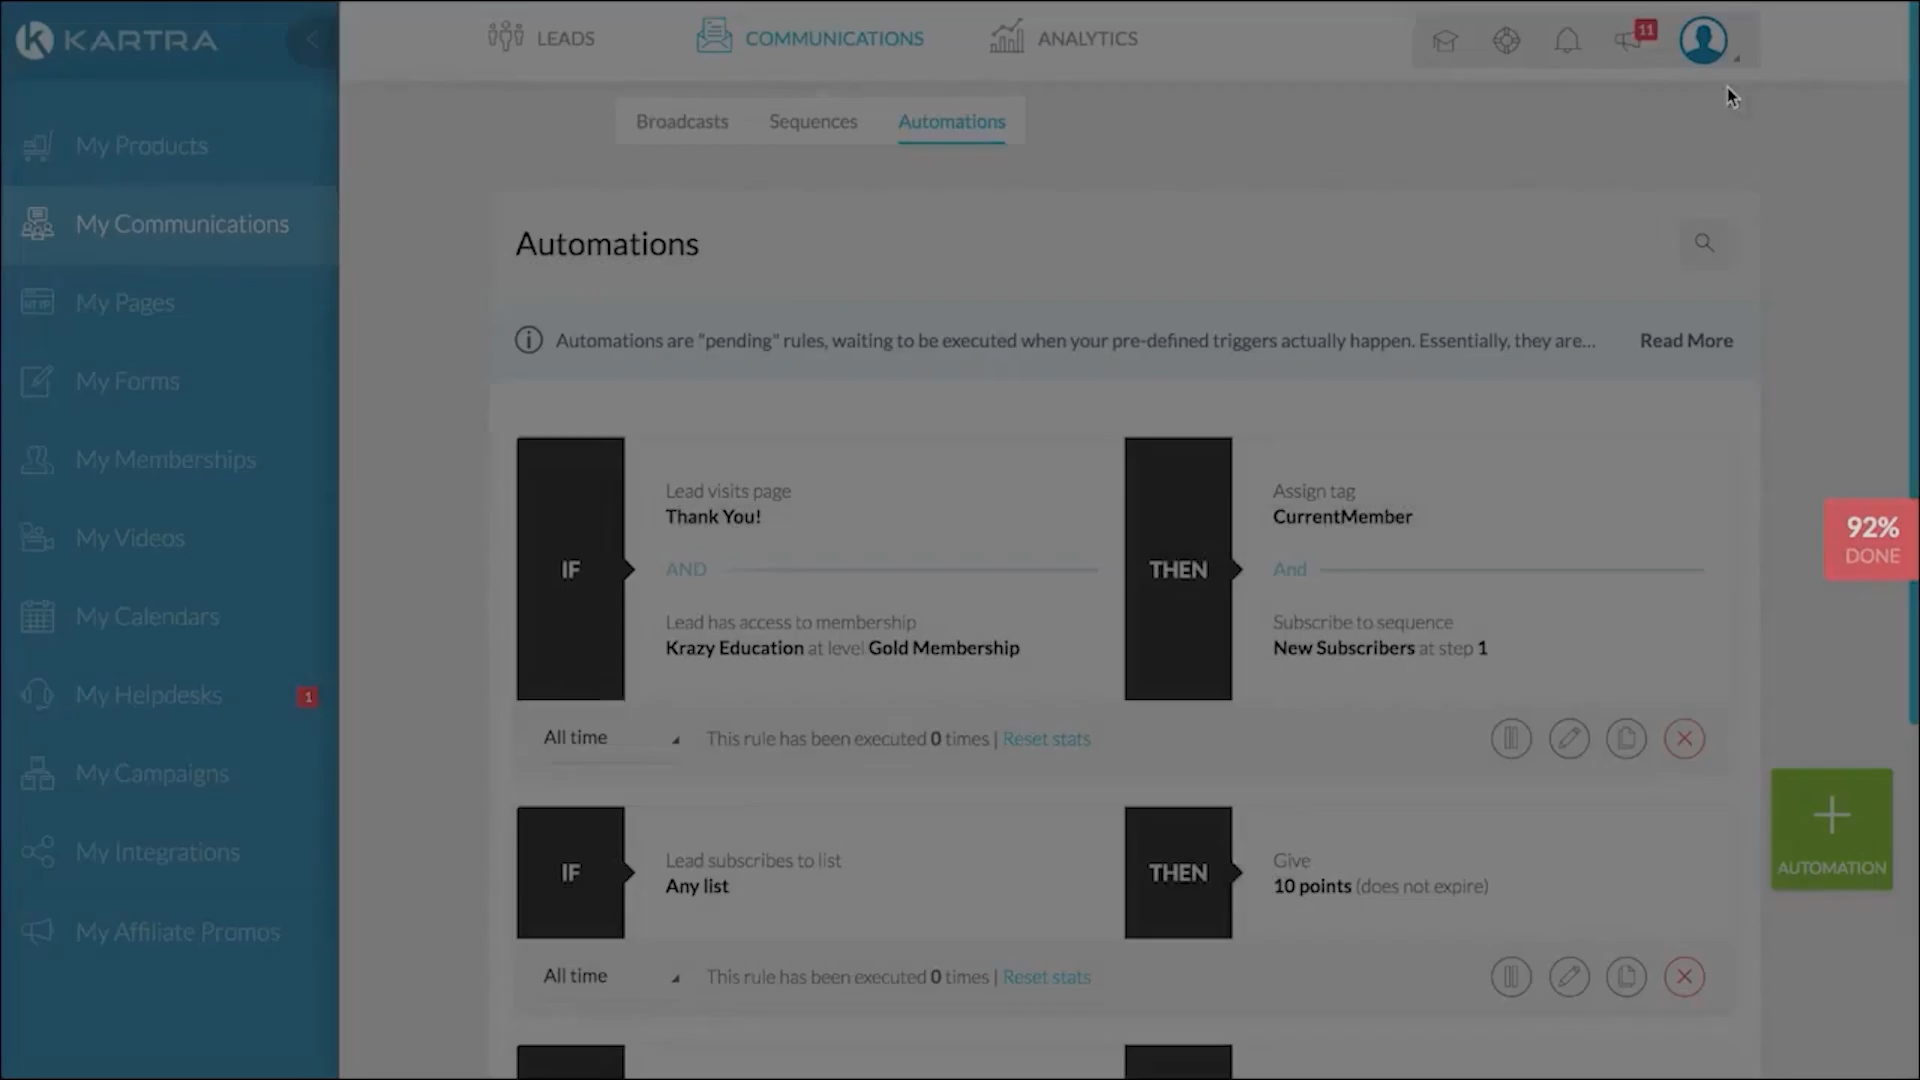 KARTRA
LEADS
COMMUNICATIONS
ANALYTICS
11
Broadcasts
Sequences
Automations
My Products
My Communications
My Pages
My Forms
My Memberships
My Videos
My Calendars
My Helpdesks
1
My Campaigns
My Integrations
My Affiliate Promos
Automations
Automations are "pending" rules, waiting to be executed when your pre-defined triggers actually happen. Essentially, they are...
Read More
IF
Lead visits page
Thank You!
AND
Lead has access to membership
Krazy Education at level Gold Membership
THEN
Assign tag
CurrentMember
And
Subscribe to sequence
New Subscribers at step 1
All time
This rule has been executed 0 times | Reset stats
IF
Lead subscribes to list
Any list
THEN
Give
10 points (does not expire)
All time
This rule has been executed 0 times | Reset stats
92%
DONE
AUTOMATION